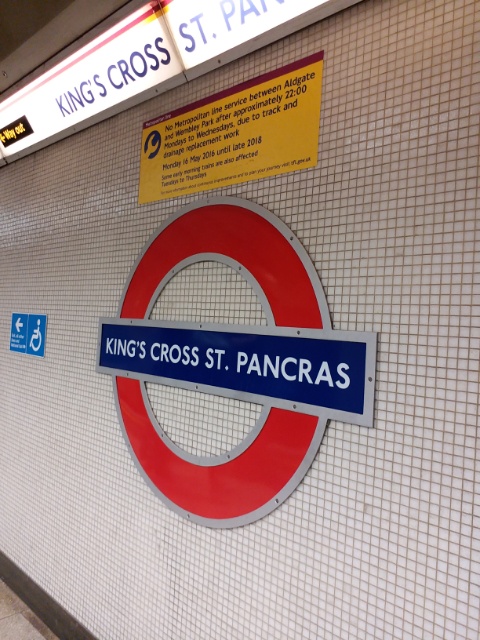 KING'S CROSS ST. PAN
Way out
No Metropolitan line service between Aldgate
and Wembley Park after approximately 22:00
Mondays to Wednesdays, due to track and
drainage replacement work
Monday 16 May 2016 until late 2018
Some early morning trains are also affected
Tuesdays to Thursdays
KING'S CROSS ST. PANCRAS